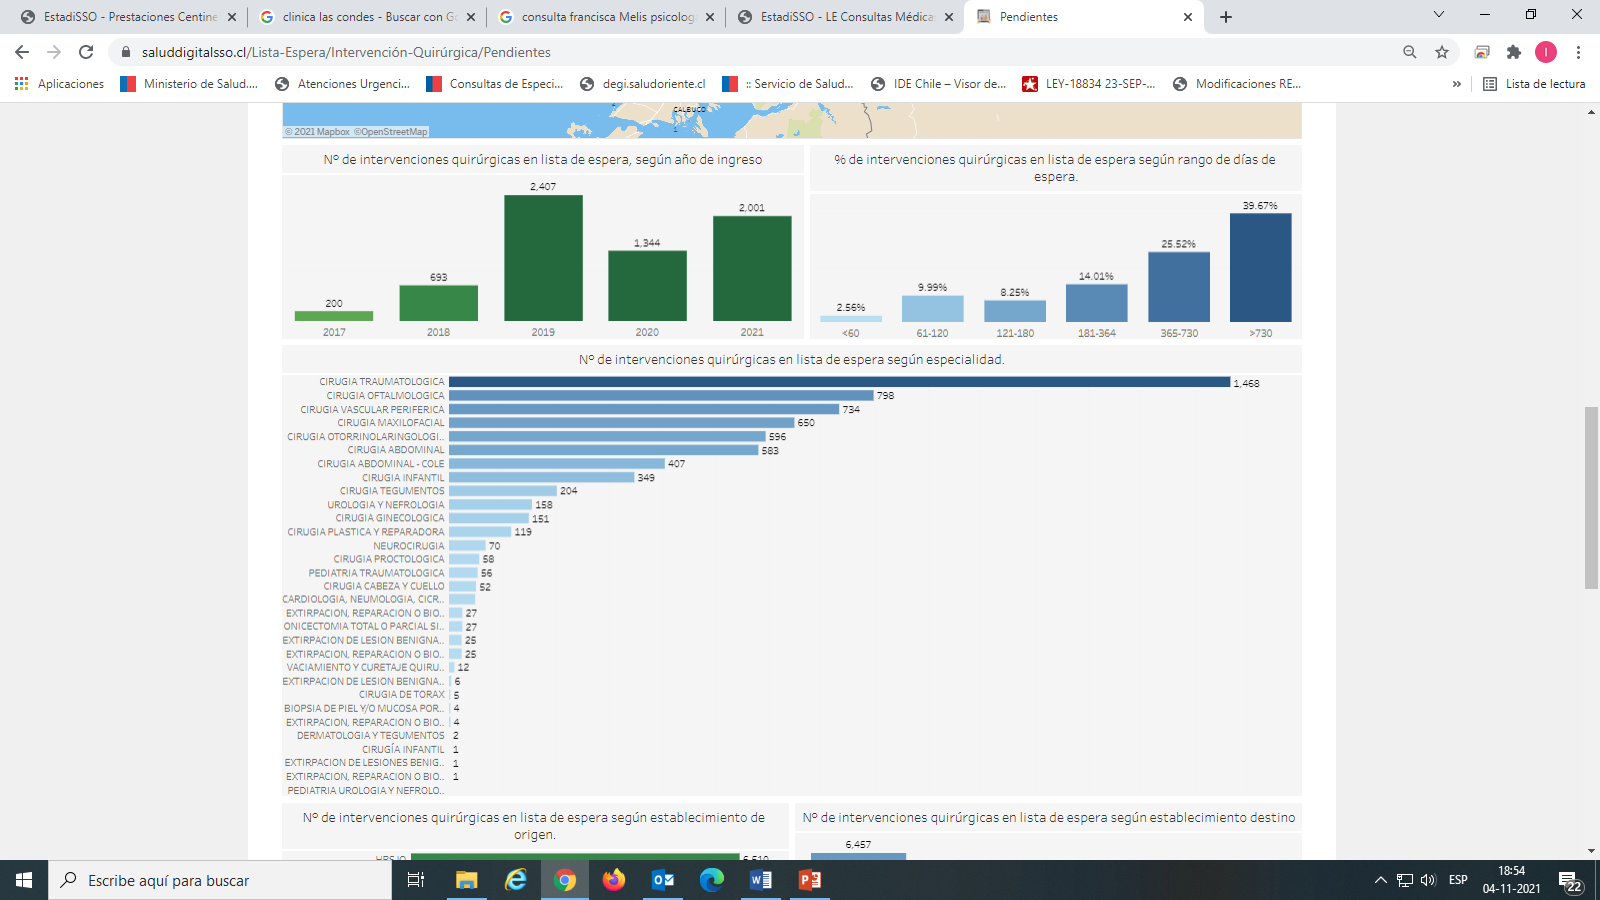 EstadiSSO - Prestaciones Centine
clinica las condes - Buscar con Go
consulta francisca Melis psicolog
EstadiSSO - LE Consultas Médica
Pendientes
saluddigitalsso.cl/Lista-Espera/Intervención-Quirúrgica/Pendientes
I
Aplicaciones
Ministerio de Salud....
Atenciones Urgenci...
Consultas de Especi...
degi.saludoriente.cl
:: Servicio de Salud...
IDE Chile – Visor de...
LEY-18834 23-SEP-...
Modificaciones RE...
»
Lista de lectura
CALBUCO
© 2021 Mapbox ©OpenStreetMap
Nº de intervenciones quirúrgicas en lista de espera, según año de ingreso
200
693
2,407
1,344
2,001
2017
2018
2019
2020
2021
% de intervenciones quirúrgicas en lista de espera según rango de días de
espera.
2.56%
9.99%
8.25%
14.01%
25.52%
39.67%
<60
61-120
121-180
181-364
365-730
>730
Nº de intervenciones quirúrgicas en lista de espera según especialidad.
CIRUGIA TRAUMATOLOGICA 1,468
CIRUGIA OFTALMOLOGICA 798
CIRUGIA VASCULAR PERIFERICA 734
CIRUGIA MAXILOFACIAL 650
CIRUGIA OTORRINOLARINGOLOGI.. 596
CIRUGIA ABDOMINAL 583
CIRUGIA ABDOMINAL - COLE 407
CIRUGIA INFANTIL 349
CIRUGIA TEGUMENTOS 204
UROLOGIA Y NEFROLOGIA 158
CIRUGIA GINECOLOGICA 151
CIRUGIA PLASTICA Y REPARADORA 119
NEUROCIRUGIA 70
CIRUGIA PROCTOLOGICA 58
PEDIATRIA TRAUMATOLOGICA 56
CIRUGIA CABEZA Y CUELLO 52
CARDIOLOGIA, NEUMOLOGIA, CICR..
EXTIRPACION, REPARACION O BIO.. 27
ONICECTOMIA TOTAL O PARCIAL SI.. 27
EXTIRPACION DE LESION BENIGNA.. 25
EXTIRPACION, REPARACION O BIO.. 25
VACIAMIENTO Y CURETAJE QUIRU.. 12
EXTIRPACION DE LESION BENIGNA.. 6
CIRUGIA DE TORAX 5
BIOPSIA DE PIEL Y/O MUCOSA POR.. 4
EXTIRPACION, REPARACION O BIO.. 4
DERMATOLOGIA Y TEGUMENTOS 2
CIRUGÍA INFANTIL 1
EXTIRPACION DE LESIONES BENIG.. 1
EXTIRPACION, REPARACION O BIO.. 1
PEDIATRIA UROLOGIA Y NEFROLO..
Nº de intervenciones quirúrgicas en lista de espera según establecimiento de
origen.
Nº de intervenciones quirúrgicas en lista de espera según establecimiento destino
6,457
Escribe aquí para buscar
ESP
18:54
04-11-2021
22